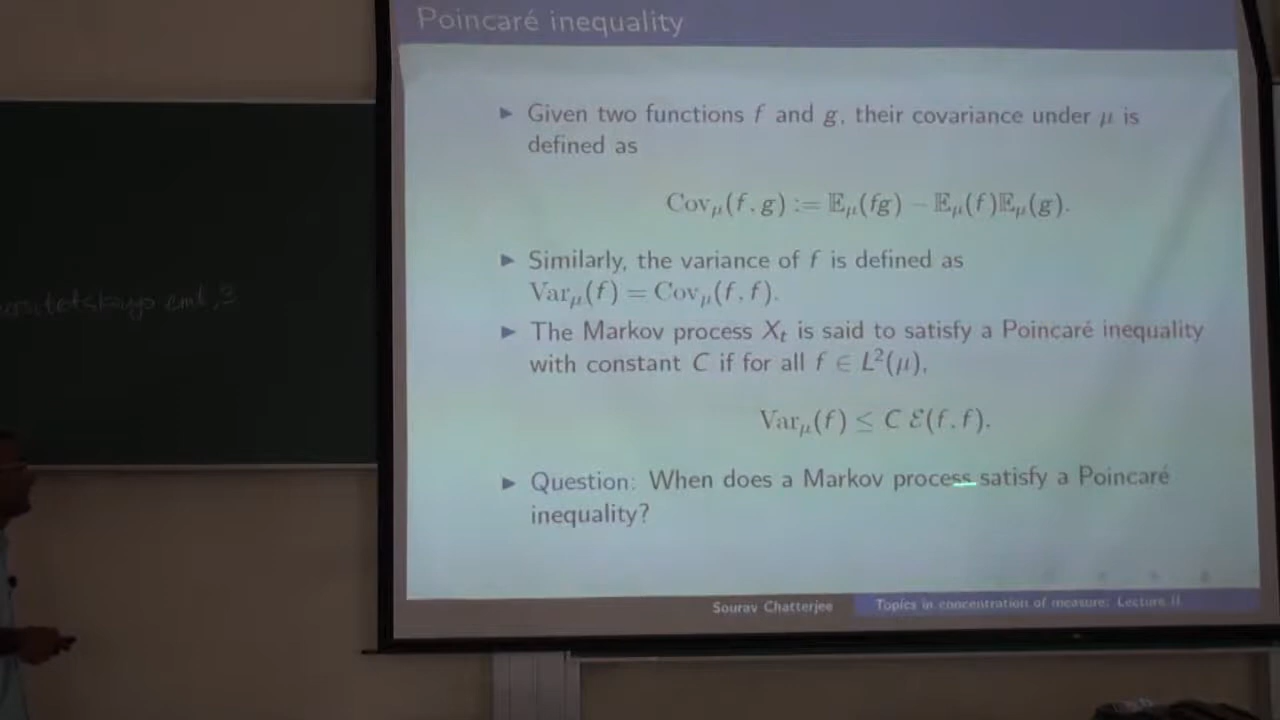 Poincaré inequality
▶ Given two functions f and g, their covariance under μ is
defined as
Cov_μ(f, g) := 𝔼_μ(fg) − 𝔼_μ(f)𝔼_μ(g).
▶ Similarly, the variance of f is defined as
Var_μ(f) = Cov_μ(f, f).
▶ The Markov process X_t is said to satisfy a Poincaré inequality
with constant C if for all f ∈ L²(μ),
Var_μ(f) ≤ C ℰ(f, f).
▶ Question: When does a Markov process satisfy a Poincaré
inequality?
Sourav Chatterjee Topics in concentration of measure: Lecture II